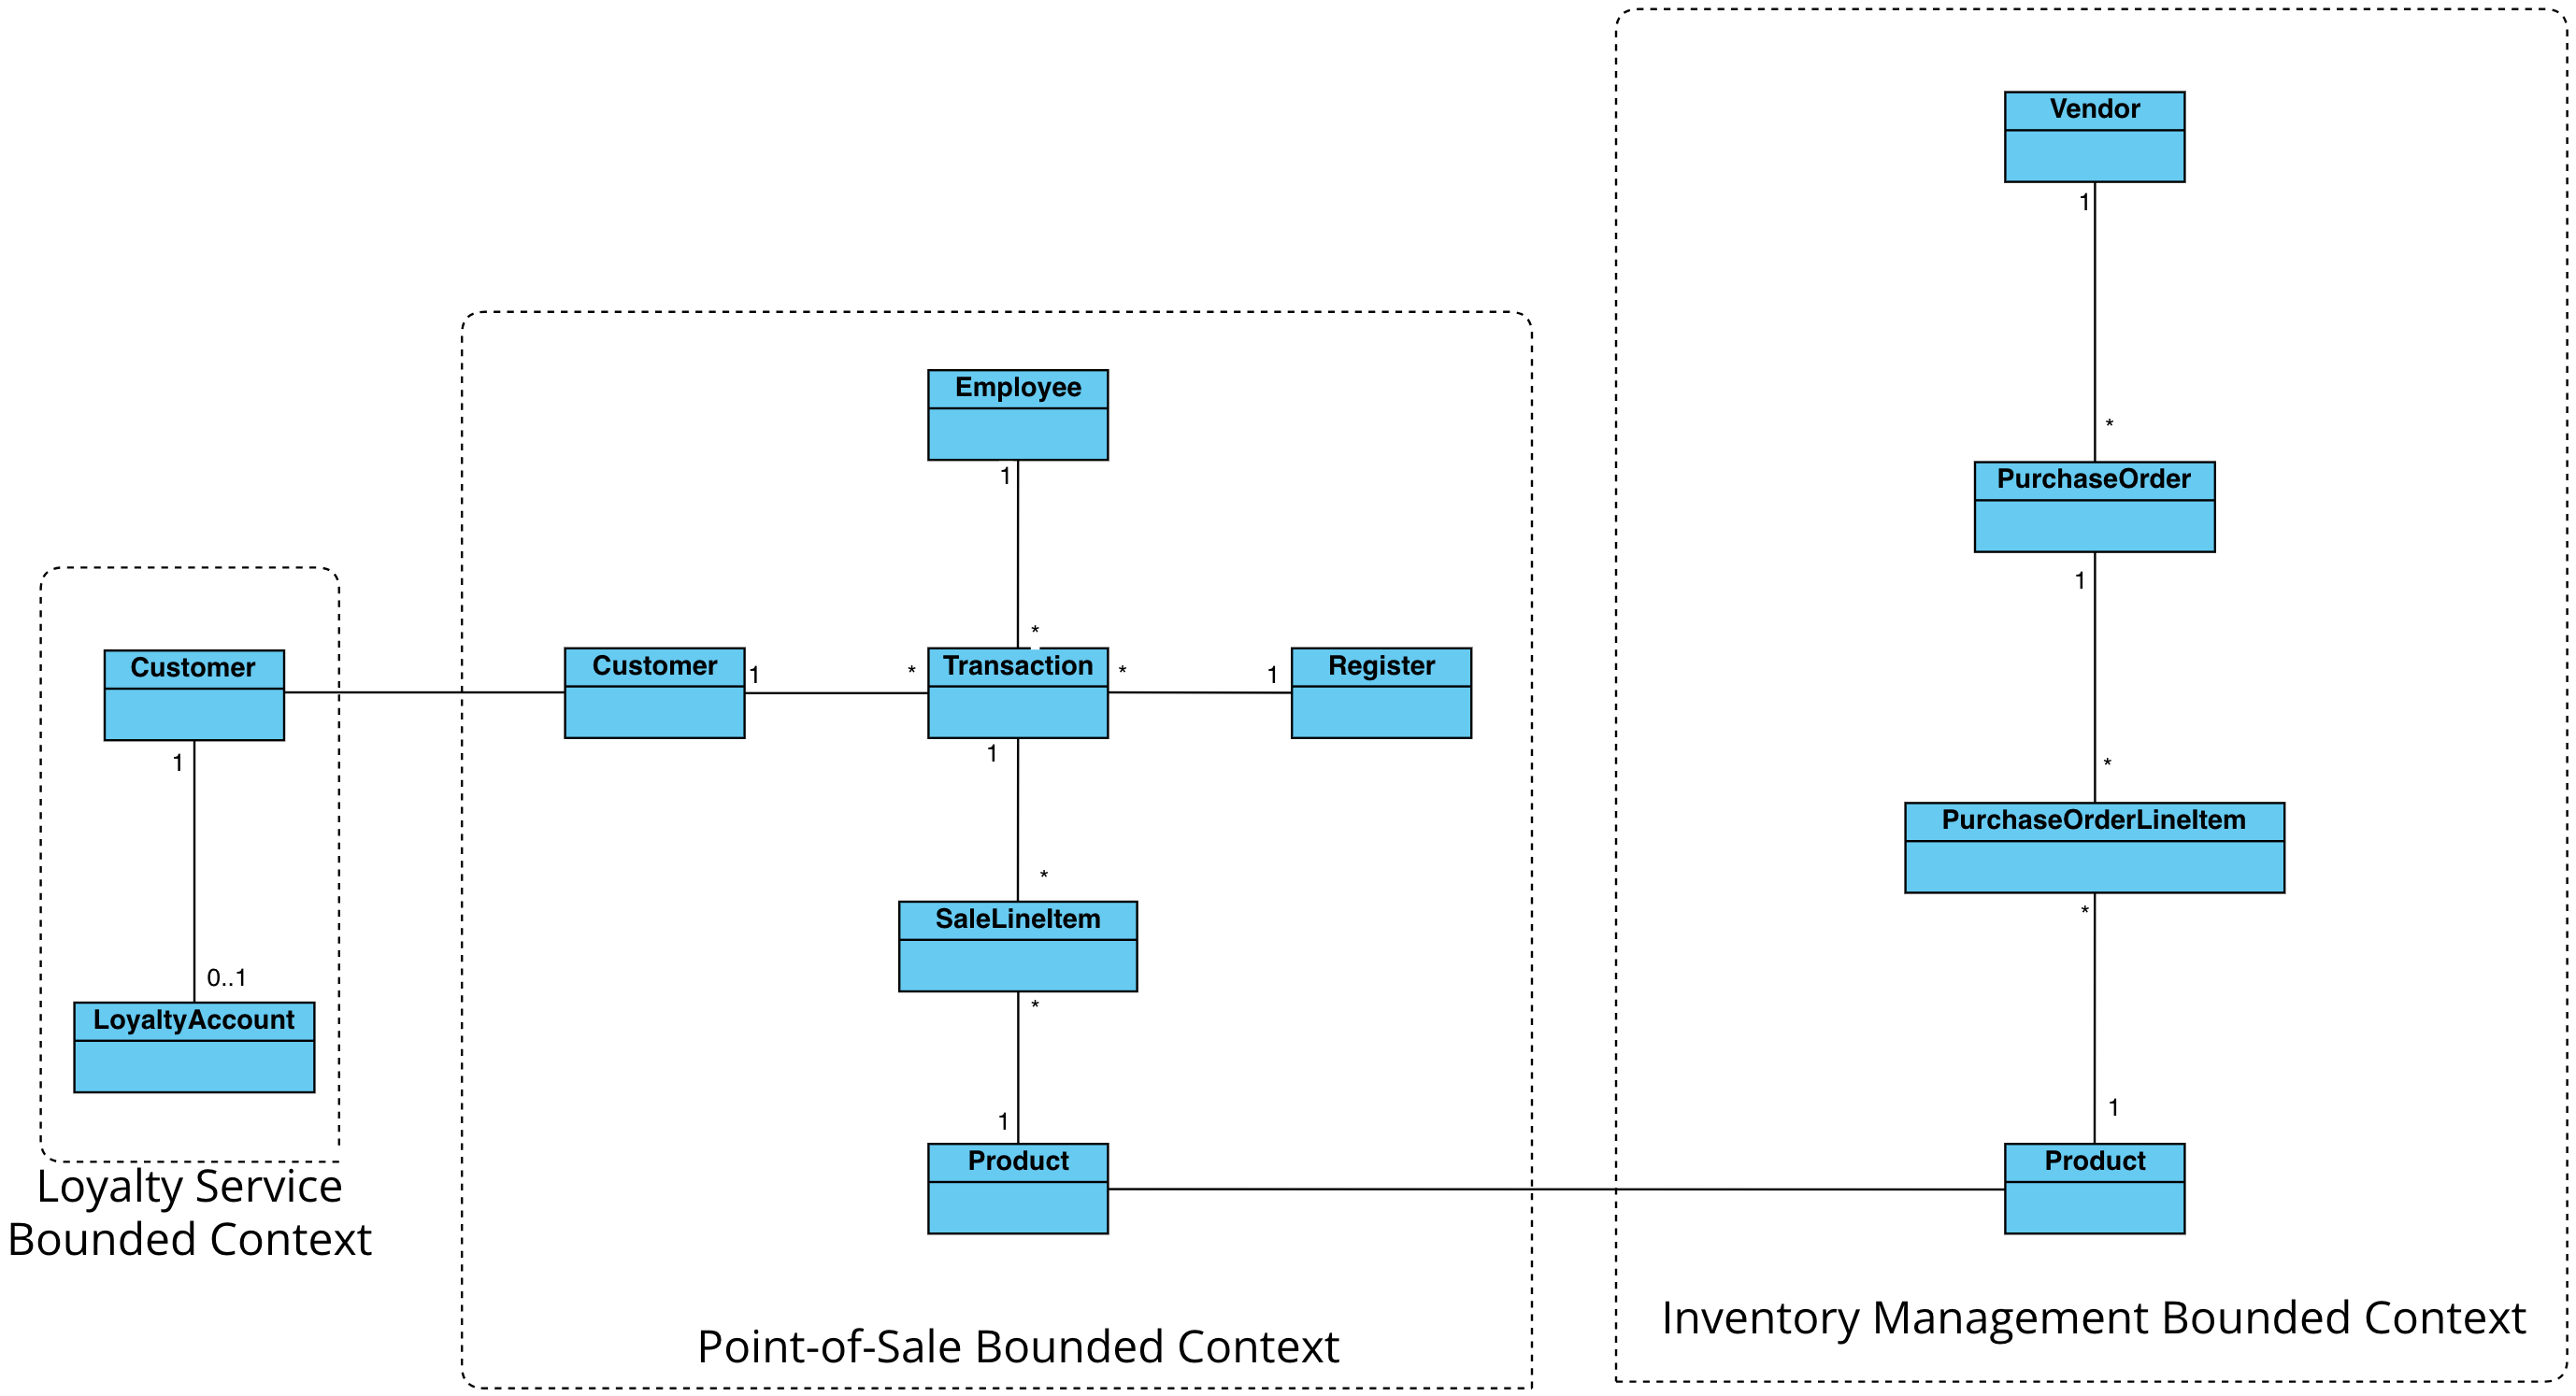 Vendor
1
*
PurchaseOrder
1
*
PurchaseOrderLineItem
*
1
Product
Inventory Management Bounded Context
Employee
1
*
Customer
1
*
Transaction
*
1
Register
1
*
SaleLineItem
*
1
Product
Point-of-Sale Bounded Context
Customer
1
0..1
LoyaltyAccount
Loyalty Service
Bounded Context